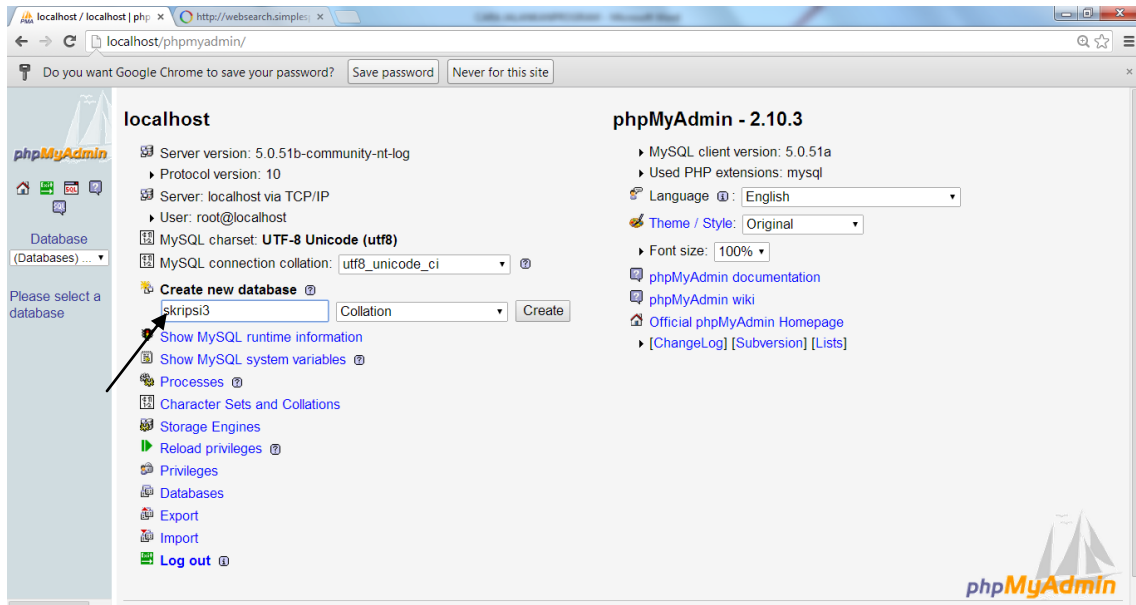 localhost / localhost | php
http://websearch.simplesp
localhost/phpmyadmin/
Do you want Google Chrome to save your password? Save password Never for this site
phpMyAdmin
SQL
Database
(Databases) ...
Please select a
database
localhost
Server version: 5.0.51b-community-nt-log
Protocol version: 10
Server: localhost via TCP/IP
User: root@localhost
MySQL charset: UTF-8 Unicode (utf8)
MySQL connection collation: utf8_unicode_ci
Create new database
skripsi3 Collation Create
Show MySQL runtime information
Show MySQL system variables
Processes
Character Sets and Collations
Storage Engines
Reload privileges
Privileges
Databases
Export
Import
Log out
phpMyAdmin - 2.10.3
MySQL client version: 5.0.51a
Used PHP extensions: mysql
Language : English
Theme / Style: Original
Font size: 100%
phpMyAdmin documentation
phpMyAdmin wiki
Official phpMyAdmin Homepage
[ChangeLog] [Subversion] [Lists]
phpMyAdmin